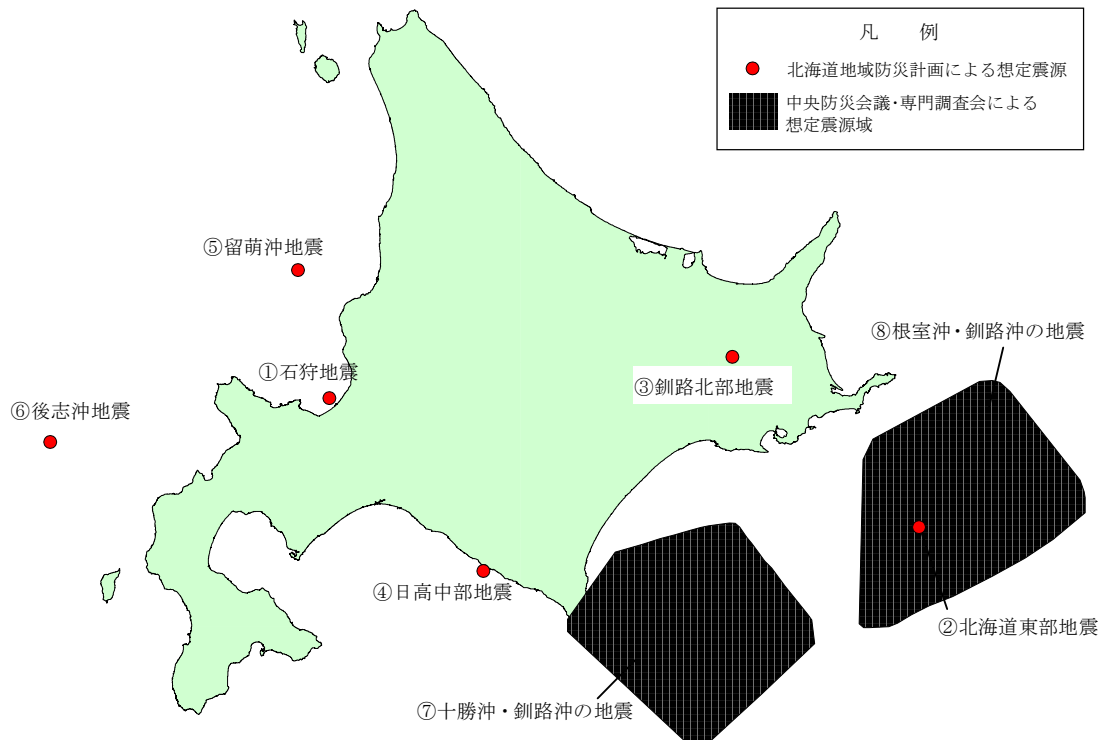 凡　例
北海道地域防災計画による想定震源
中央防災会議・専門調査会による
想定震源域
⑤留萌沖地震
⑧根室沖・釧路沖の地震
①石狩地震
③釧路北部地震
⑥後志沖地震
④日高中部地震
②北海道東部地震
⑦十勝沖・釧路沖の地震